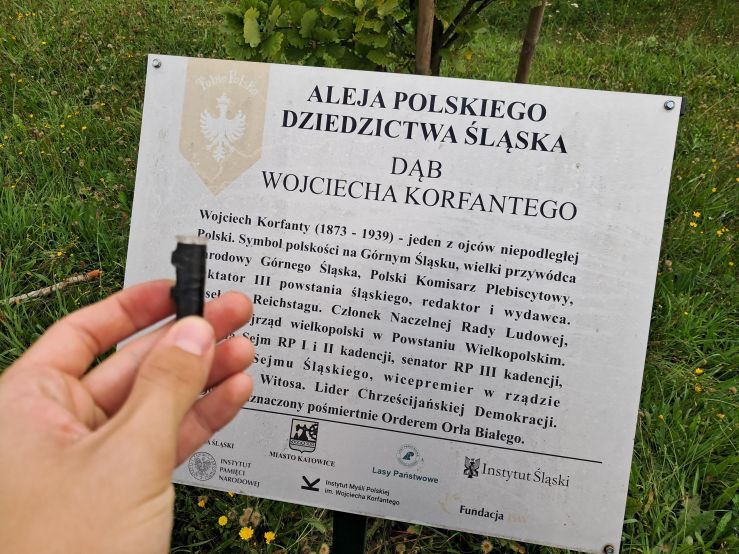 Polskie
ALEJA POLSKIEGO
DZIEDZICTWA ŚLĄSKA
DĄB
WOJCIECHA KORFANTEGO
Wojciech Korfanty (1873 - 1939) - jeden z ojców niepodległej
Polski. Symbol polskości na Górnym Śląsku, wielki przywódca
Górnego Śląska, Polski Komisarz Plebiscytowy,
III powstania śląskiego, redaktor i wydawca.
Reichstagu. Członek Naczelnej Rady Ludowej,
wielkopolski w Powstaniu Wielkopolskim.
Sejm RP I i II kadencji, senator RP III kadencji,
Sejmu Śląskiego, wicepremier w rządzie
Witosa. Lider Chrześcijańskiej Demokracji.
pośmiertnie Orderem Orła Białego.
ŚLĄSKI
MIASTO KATOWICE
Lasy Państwowe
Instytut Śląski
INSTYTUT
PAMIĘCI
NARODOWEJ
Instytut Myśli Polskiej
im. Wojciecha Korfantego
Fundacja